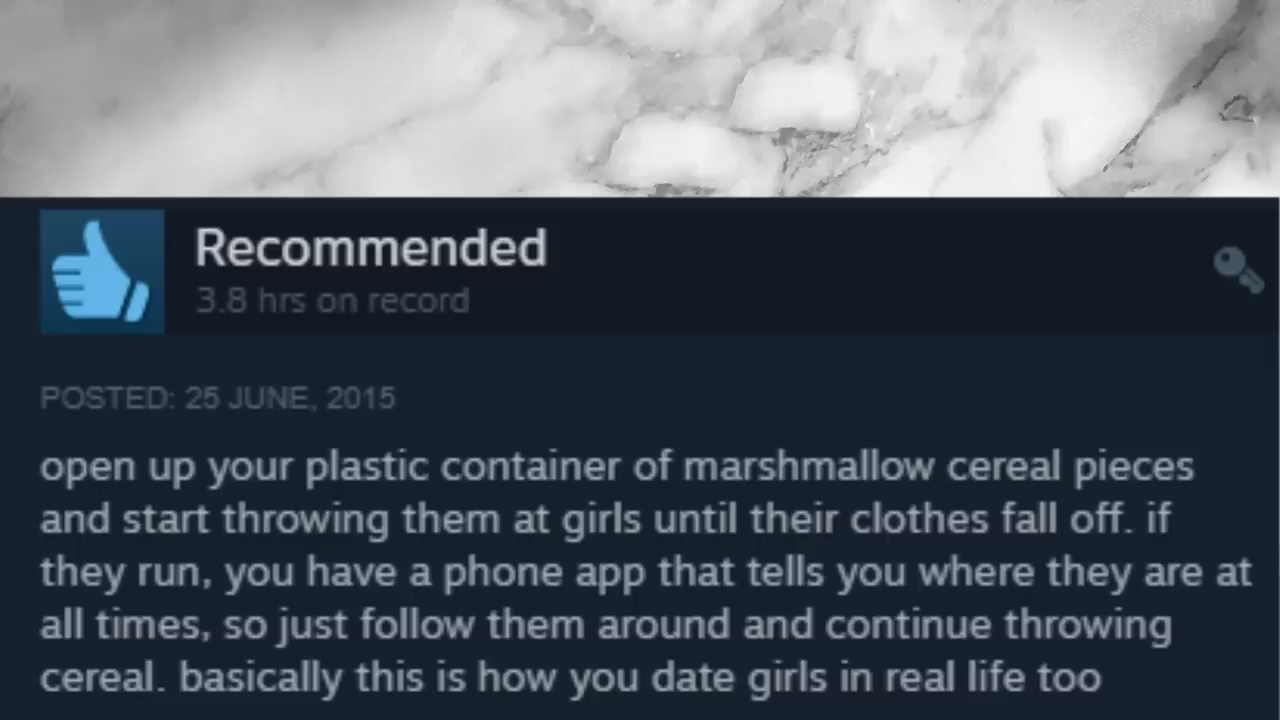 Recommended
3.8 hrs on record
POSTED: 25 JUNE, 2015
open up your plastic container of marshmallow cereal pieces
and start throwing them at girls until their clothes fall off. if
they run, you have a phone app that tells you where they are at
all times, so just follow them around and continue throwing
cereal. basically this is how you date girls in real life too